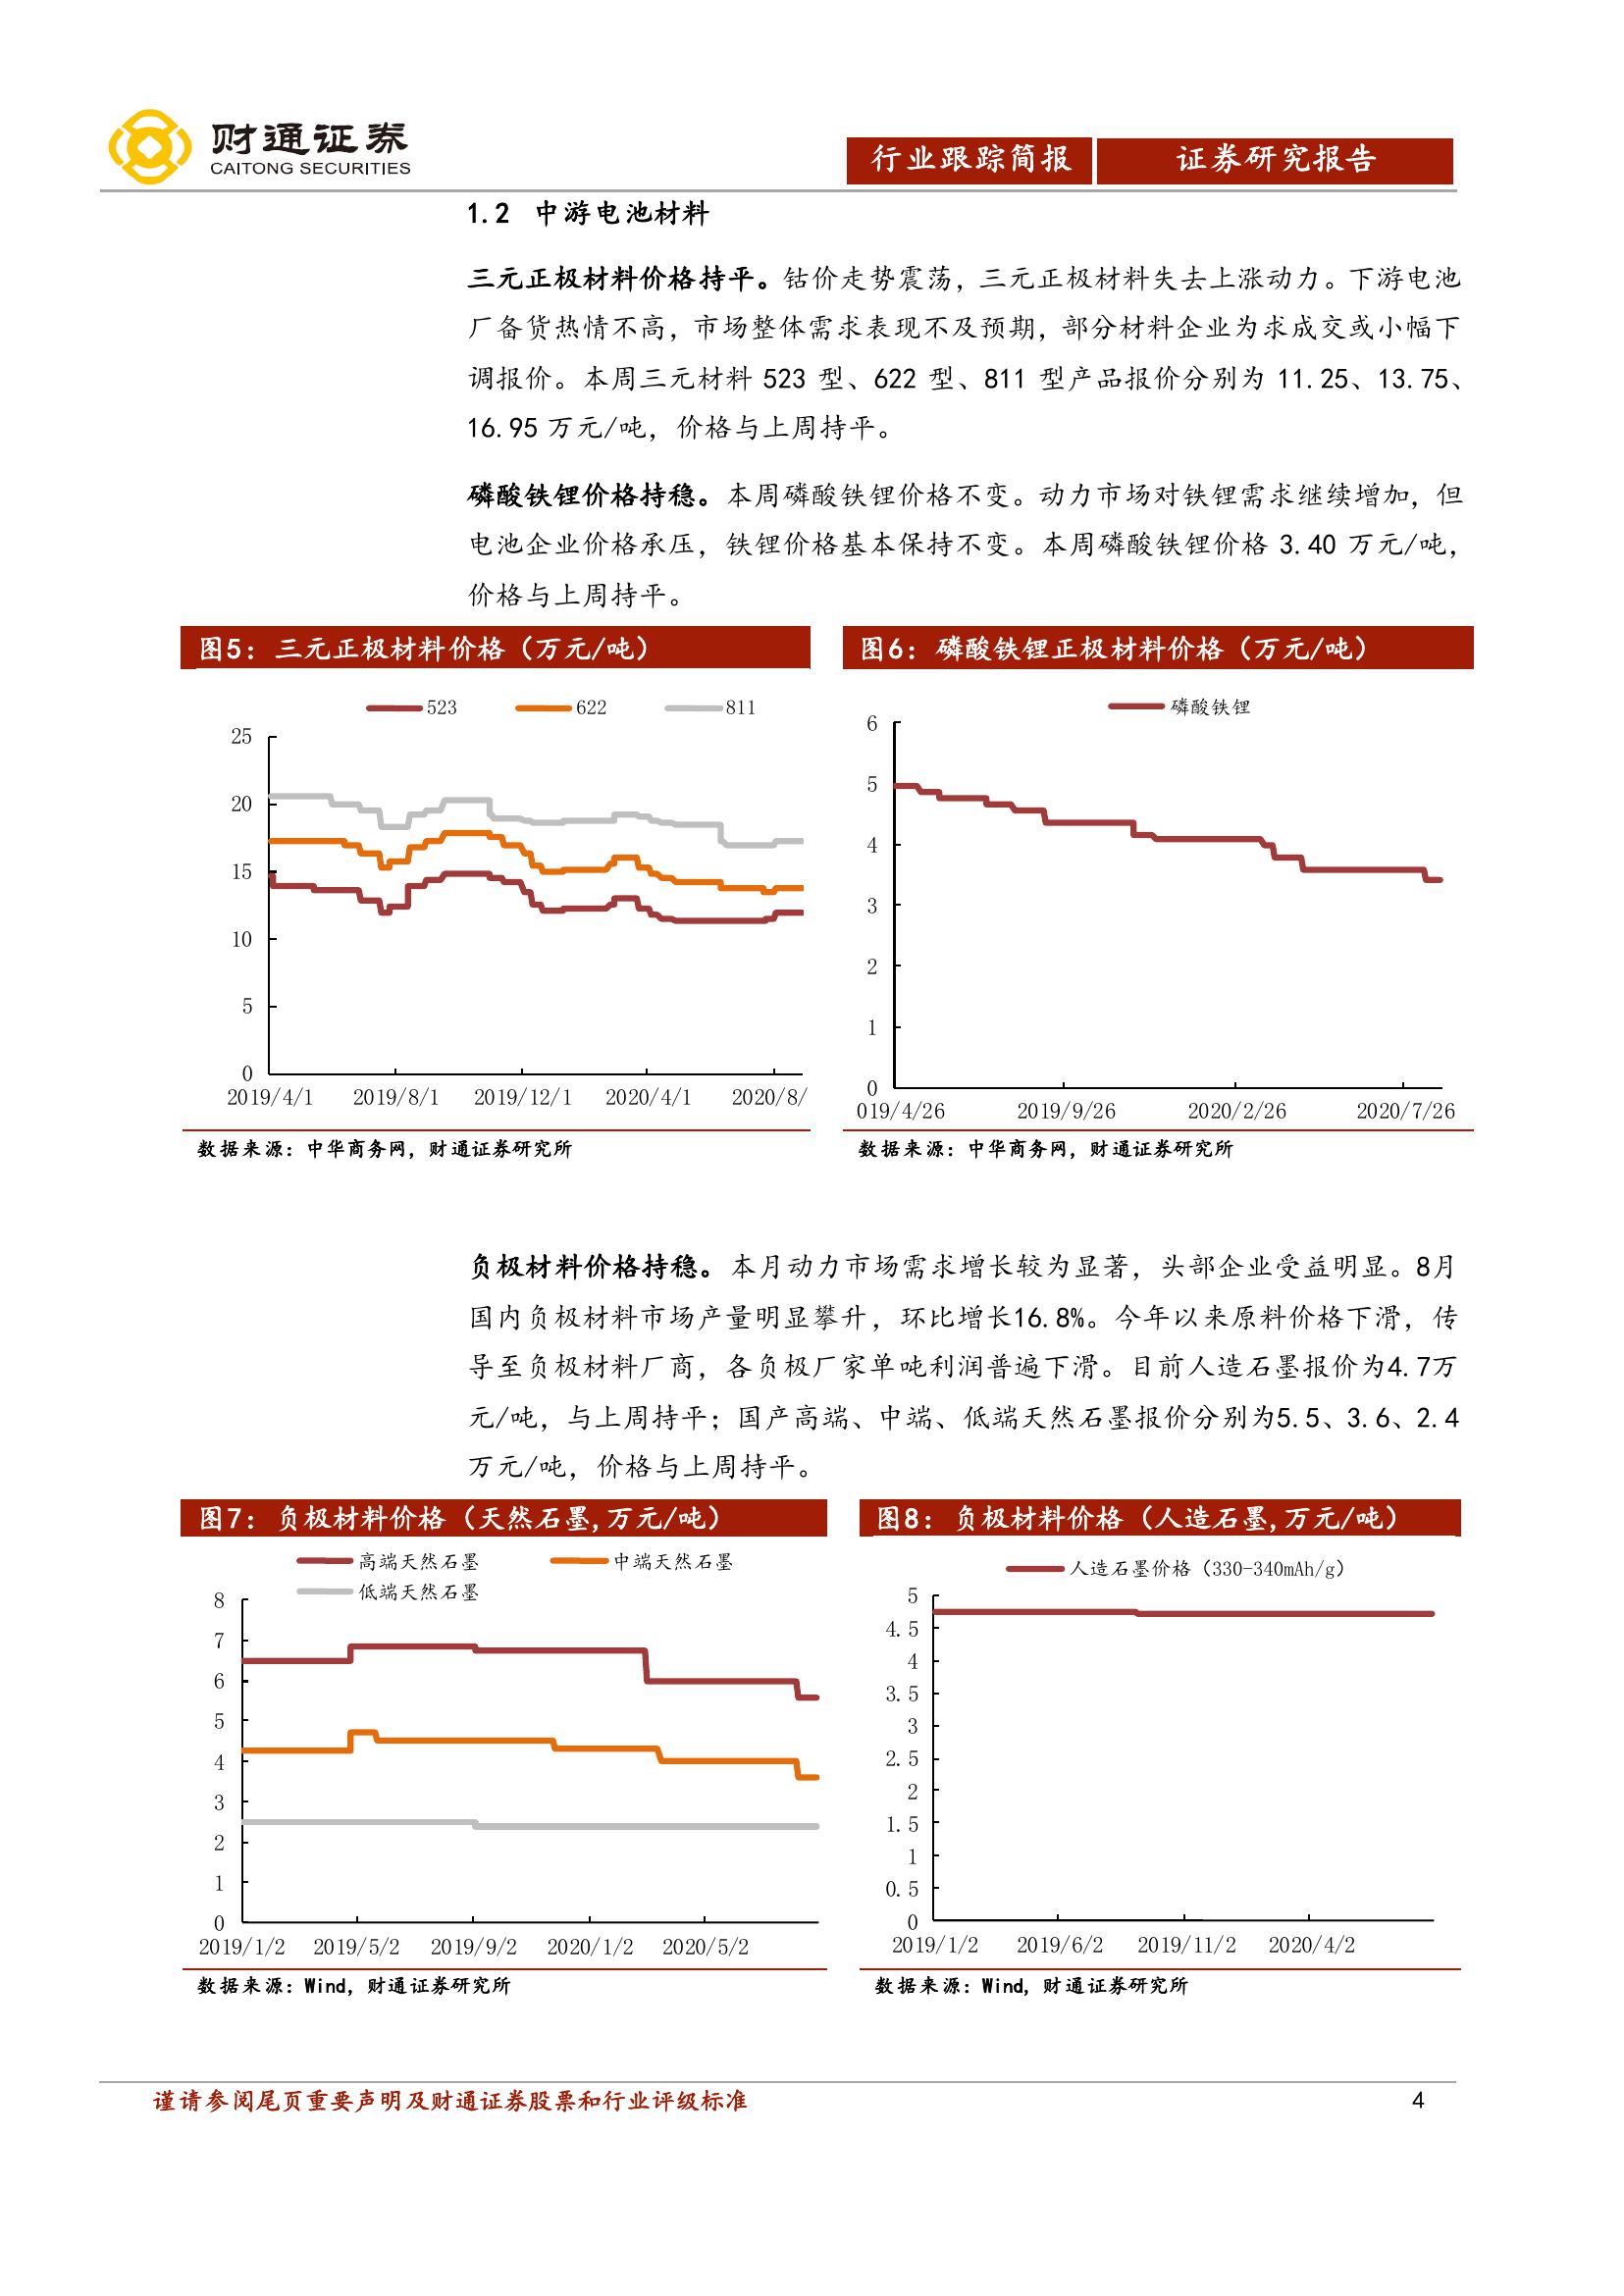 财通证券
CAITONG SECURITIES
行业跟踪简报 证券研究报告
1.2 中游电池材料
三元正极材料价格持平。钴价走势震荡，三元正极材料失去上涨动力。下游电池
厂备货热情不高，市场整体需求表现不及预期，部分材料企业为求成交或小幅下
调报价。本周三元材料 523 型、622 型、811 型产品报价分别为 11.25、13.75、
16.95 万元/吨，价格与上周持平。
磷酸铁锂价格持稳。本周磷酸铁锂价格不变。动力市场对铁锂需求继续增加，但
电池企业价格承压，铁锂价格基本保持不变。本周磷酸铁锂价格 3.40 万元/吨，
价格与上周持平。
图5：三元正极材料价格（万元/吨）
523 622 811
25
20
15
10
5
0
2019/4/1 2019/8/1 2019/12/1 2020/4/1 2020/8/
数据来源：中华商务网，财通证券研究所
图6：磷酸铁锂正极材料价格（万元/吨）
磷酸铁锂
6
5
4
3
2
1
0
019/4/26 2019/9/26 2020/2/26 2020/7/26
数据来源：中华商务网，财通证券研究所
负极材料价格持稳。本月动力市场需求增长较为显著，头部企业受益明显。8月
国内负极材料市场产量明显攀升，环比增长16.8%。今年以来原料价格下滑，传
导至负极材料厂商，各负极厂家单吨利润普遍下滑。目前人造石墨报价为4.7万
元/吨，与上周持平；国产高端、中端、低端天然石墨报价分别为5.5、3.6、2.4
万元/吨，价格与上周持平。
图7：负极材料价格（天然石墨,万元/吨）
高端天然石墨 中端天然石墨
低端天然石墨
8
7
6
5
4
3
2
1
0
2019/1/2 2019/5/2 2019/9/2 2020/1/2 2020/5/2
数据来源：Wind，财通证券研究所
图8：负极材料价格（人造石墨,万元/吨）
人造石墨价格（330-340mAh/g）
5
4.5
4
3.5
3
2.5
2
1.5
1
0.5
0
2019/1/2 2019/6/2 2019/11/2 2020/4/2
数据来源：Wind，财通证券研究所
谨请参阅尾页重要声明及财通证券股票和行业评级标准 4